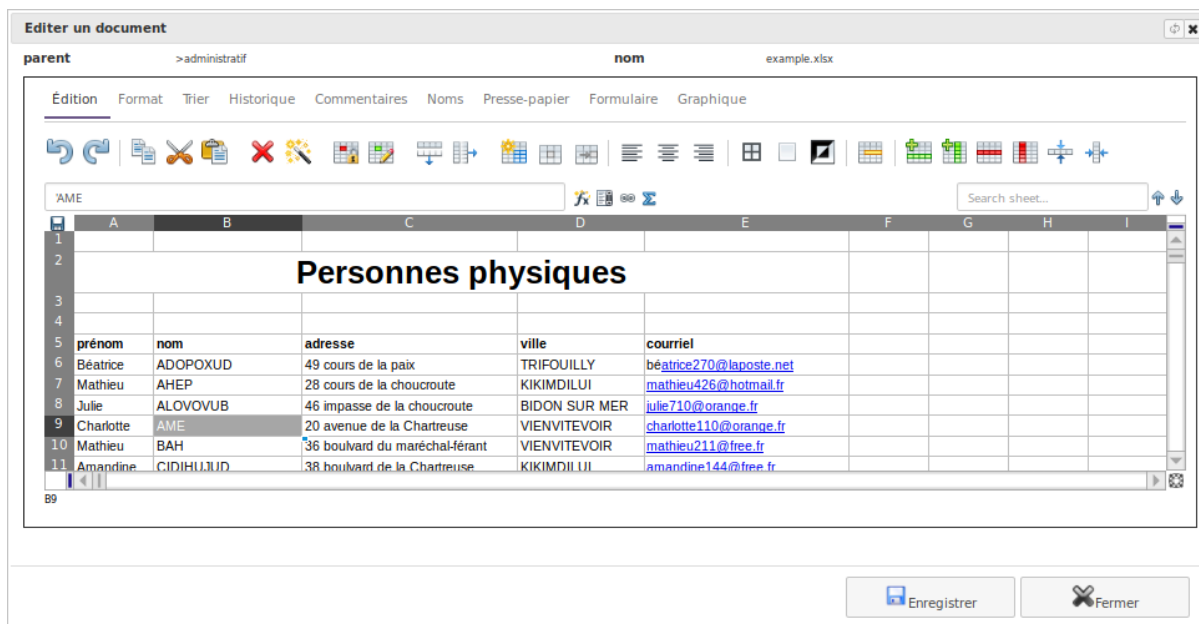 Editer un document
parent >administratif nom example.xlsx
Édition Format Trier Historique Commentaires Noms Presse-papier Formulaire Graphique
'AME Search sheet...
A B C D E F G H I
1
2 Personnes physiques
3
4
5 prénom nom adresse ville courriel
6 Béatrice ADOPOXUD 49 cours de la paix TRIFOUILLY béatrice270@laposte.net
7 Mathieu AHEP 28 cours de la choucroute KIKIMDILUI mathieu426@hotmail.fr
8 Julie ALOVOVUB 46 impasse de la choucroute BIDON SUR MER julie710@orange.fr
9 Charlotte AME 20 avenue de la Chartreuse VIENVITEVOIR charlotte110@orange.fr
10 Mathieu BAH 36 boulvard du maréchal-férant VIENVITEVOIR mathieu211@free.fr
11 Amandine CIDIHUJUD 38 boulvard de la Chartreuse KIKIMDILUI amandine144@free.fr
B9
Enregistrer Fermer